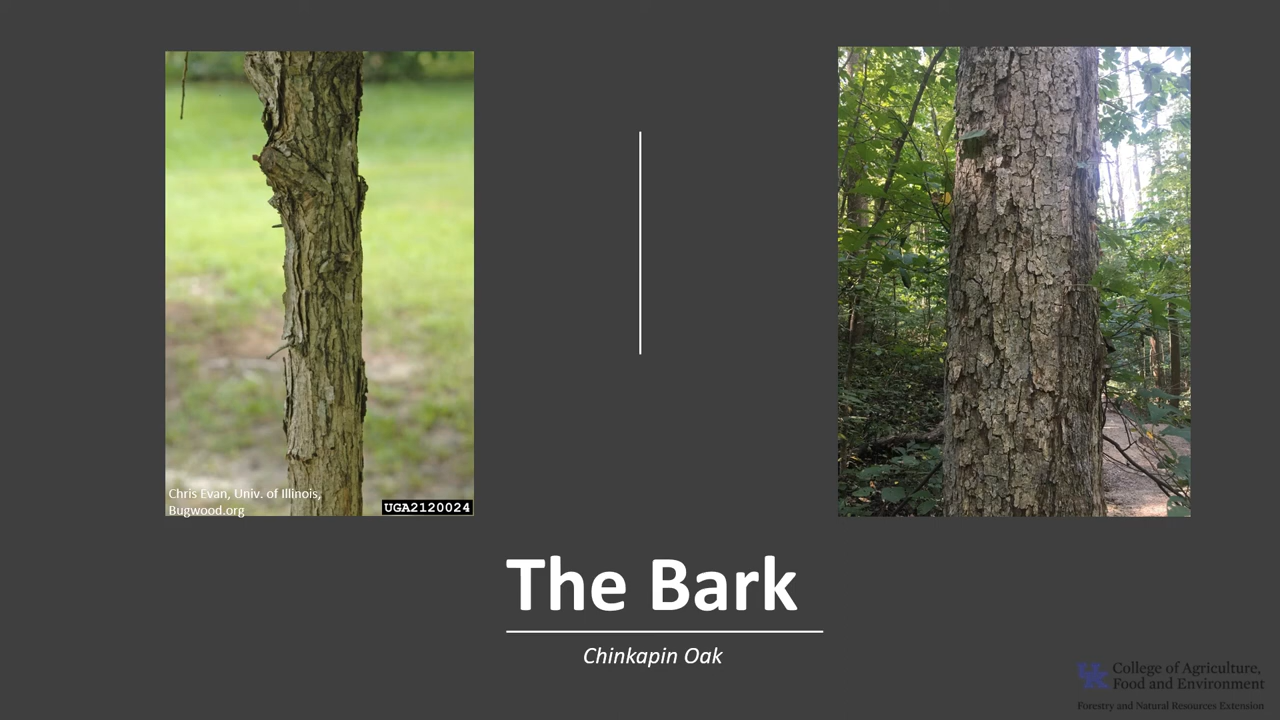 Chris Evan, Univ. of Illinois,
Bugwood.org
UGA2120024
The Bark
Chinkapin Oak
UK
College of Agriculture,
Food and Environment
Forestry and Natural Resources Extension